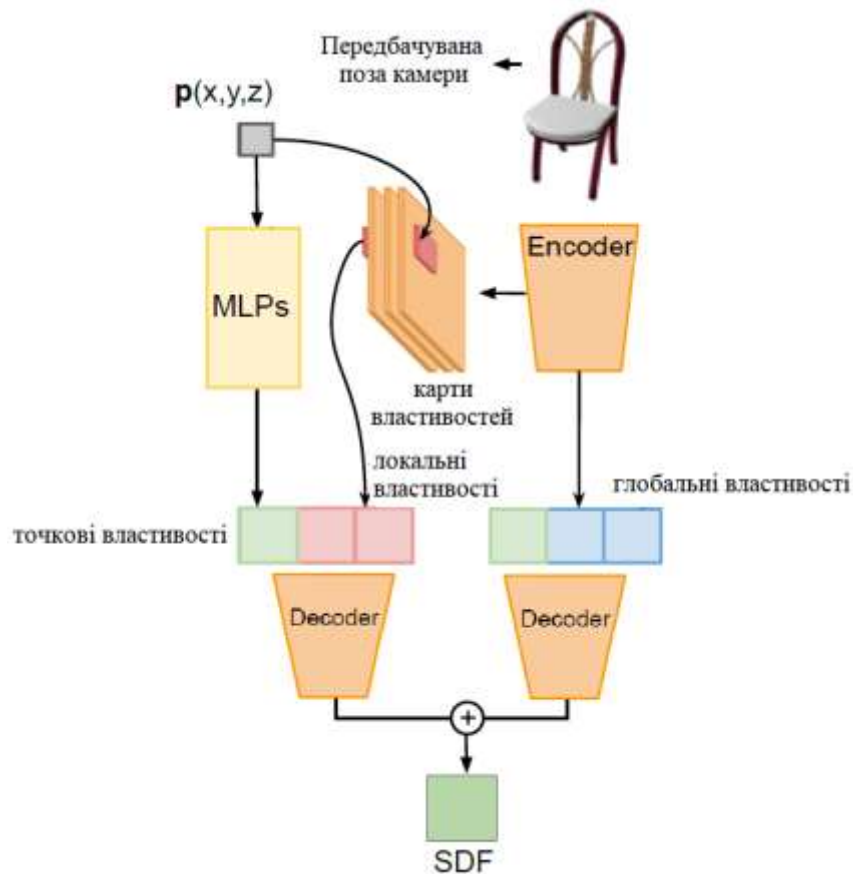 Передбачувана
поза камери
p(x,y,z)
Encoder
MLPs
карти
властивостей
локальні
властивості
глобальні властивості
точкові властивості
Decoder
Decoder
+
SDF